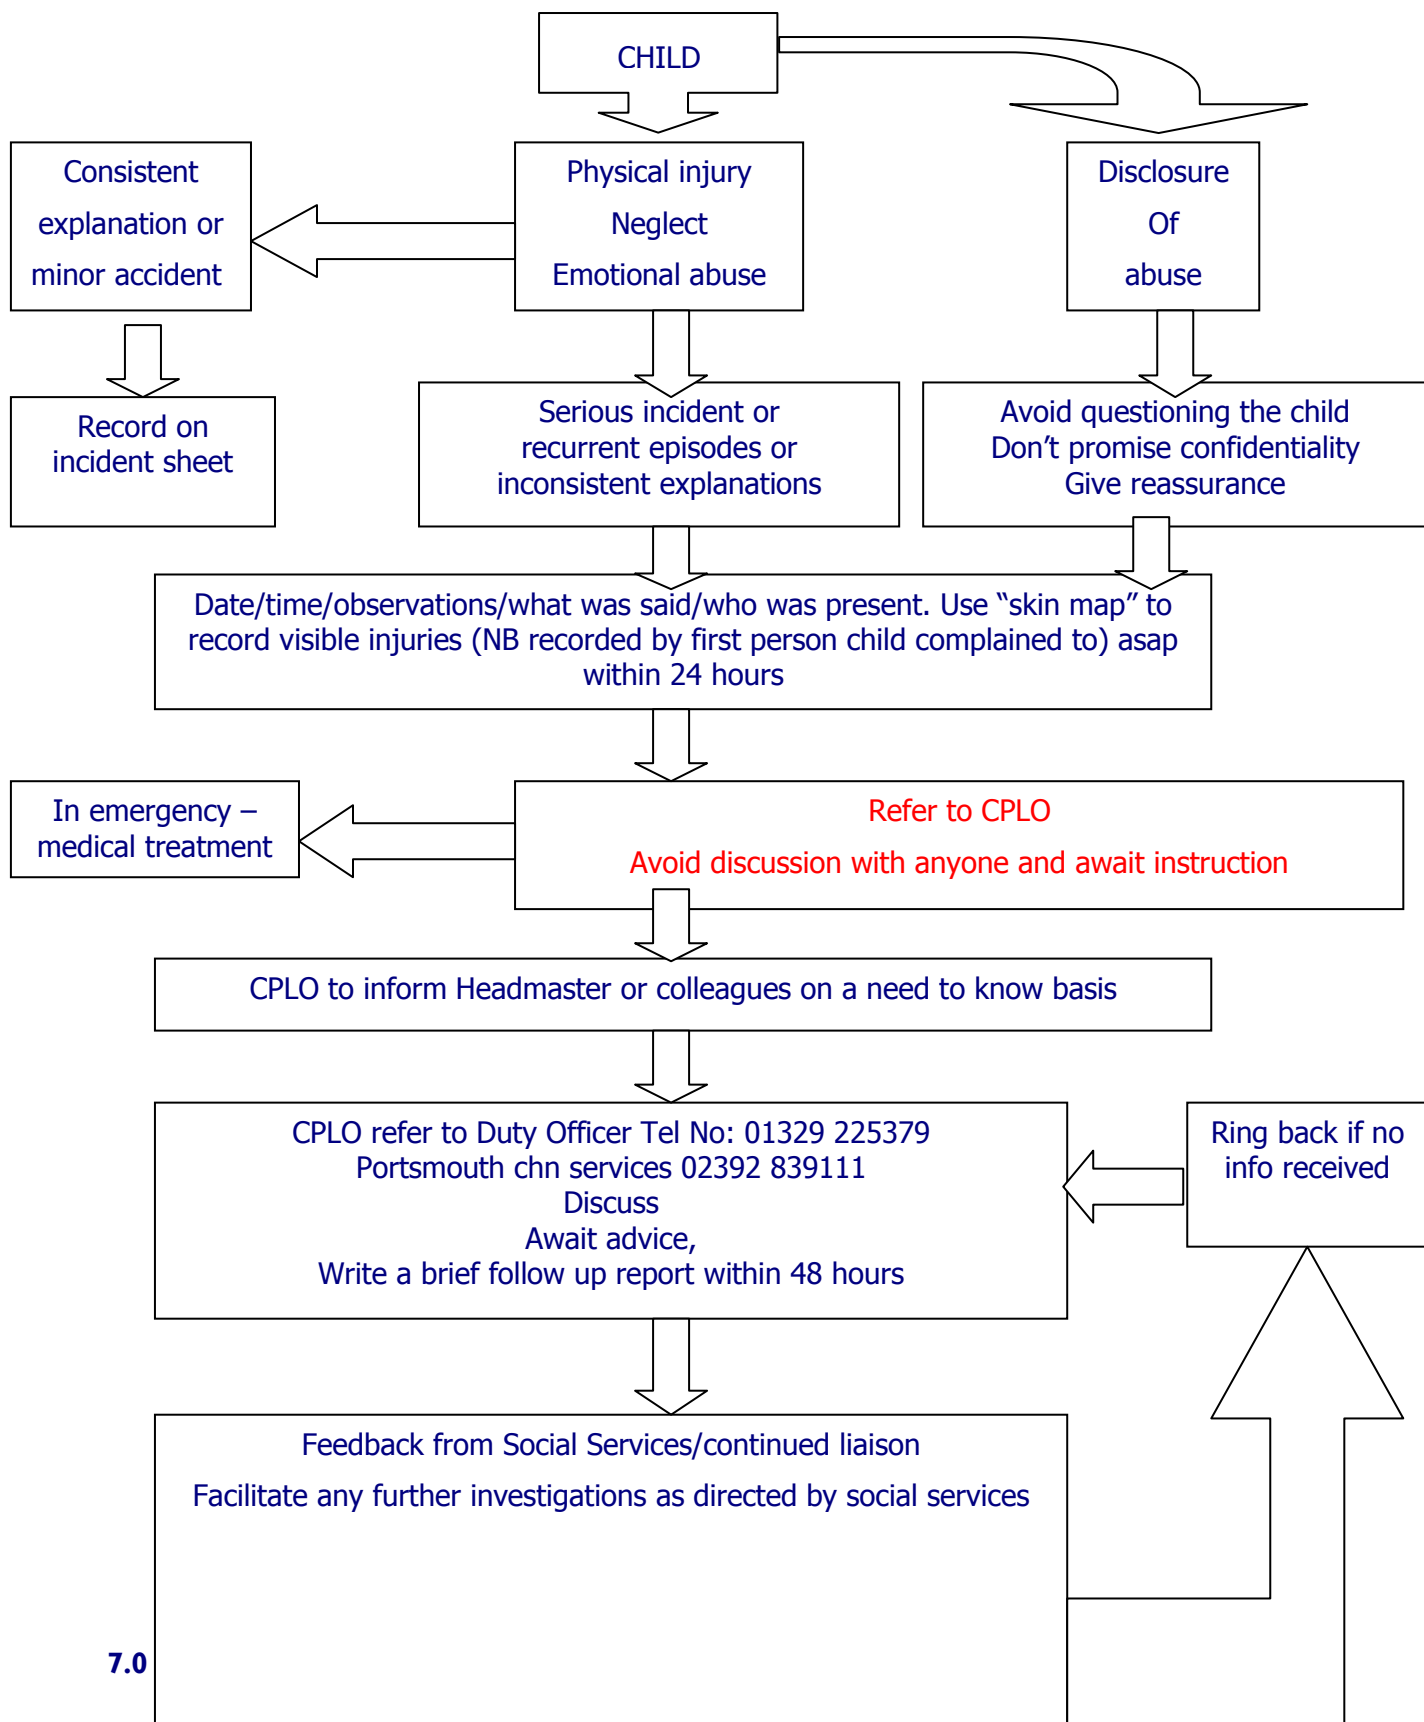 CHILD
Consistent
explanation or
minor accident
Physical injury
Neglect
Emotional abuse
Disclosure
Of
abuse
Record on
incident sheet
Serious incident or
recurrent episodes or
inconsistent explanations
Avoid questioning the child
Don’t promise confidentiality
Give reassurance
Date/time/observations/what was said/who was present. Use “skin map” to
record visible injuries (NB recorded by first person child complained to) asap
within 24 hours
In emergency –
medical treatment
Refer to CPLO
Avoid discussion with anyone and await instruction
CPLO to inform Headmaster or colleagues on a need to know basis
CPLO refer to Duty Officer Tel No: 01329 225379
Portsmouth chn services 02392 839111
Discuss
Await advice,
Write a brief follow up report within 48 hours
Ring back if no
info received
Feedback from Social Services/continued liaison
Facilitate any further investigations as directed by social services
7.0